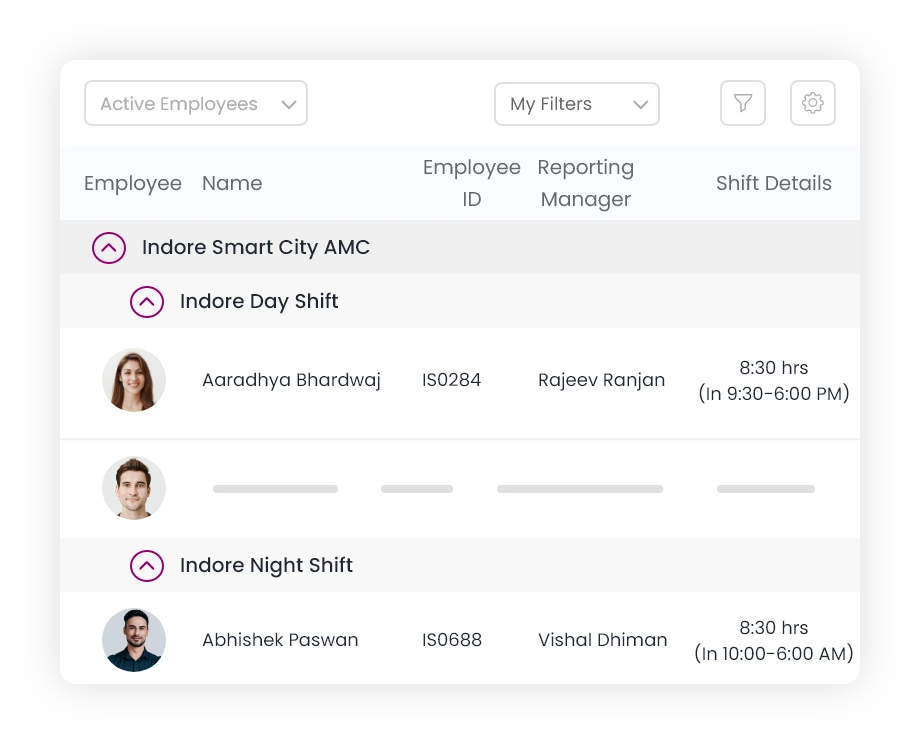 Active Employees
My Filters
Employee
Name
Employee
ID
Reporting
Manager
Shift Details
Indore Smart City AMC
Indore Day Shift
Aaradhya Bhardwaj
IS0284
Rajeev Ranjan
8:30 hrs
(In 9:30-6:00 PM)
Indore Night Shift
Abhishek Paswan
IS0688
Vishal Dhiman
8:30 hrs
(In 10:00-6:00 AM)